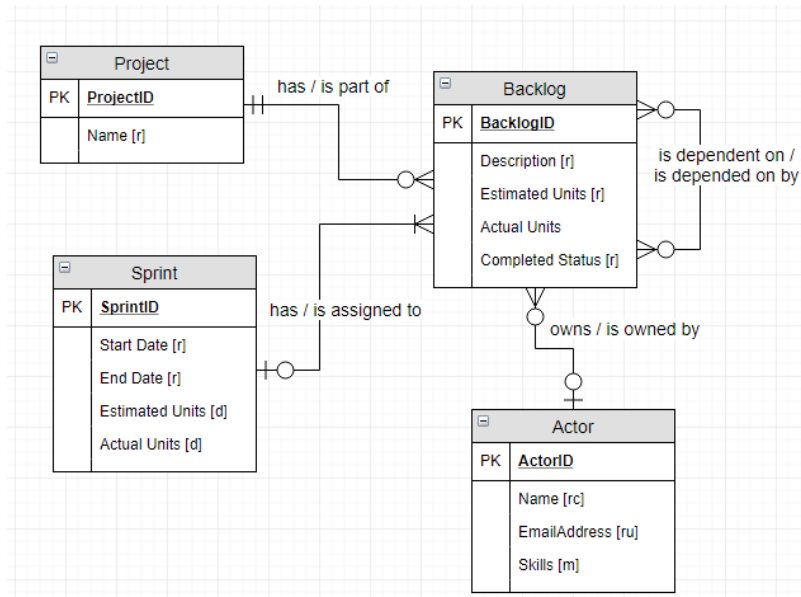 Project
PK ProjectID
Name [r]
has / is part of
Backlog
PK BacklogID
Description [r]
Estimated Units [r]
Actual Units
Completed Status [r]
is dependent on /
is depended on by
Sprint
PK SprintID
Start Date [r]
End Date [r]
Estimated Units [d]
Actual Units [d]
has / is assigned to
owns / is owned by
Actor
PK ActorID
Name [rc]
EmailAddress [ru]
Skills [m]